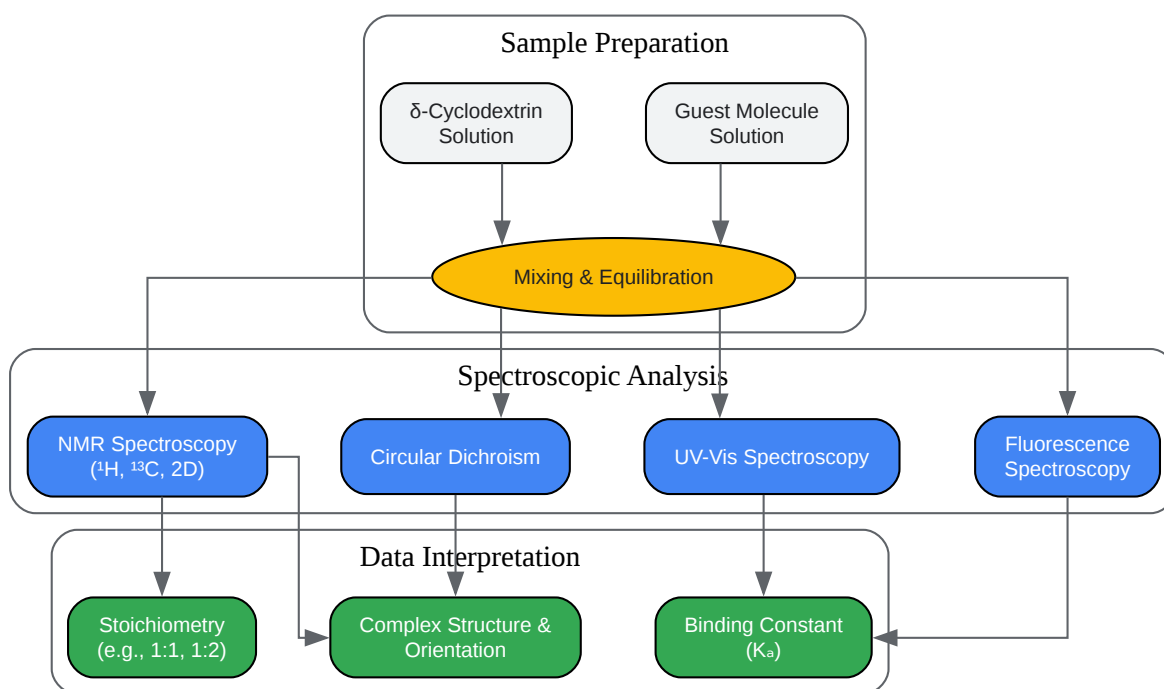 Sample Preparation
δ-Cyclodextrin
Solution
Guest Molecule
Solution
Mixing & Equilibration
Spectroscopic Analysis
NMR Spectroscopy
(¹H, ¹³C, 2D)
Circular Dichroism
UV-Vis Spectroscopy
Fluorescence
Spectroscopy
Data Interpretation
Stoichiometry
(e.g., 1:1, 1:2)
Complex Structure &
Orientation
Binding Constant
(Kₐ)